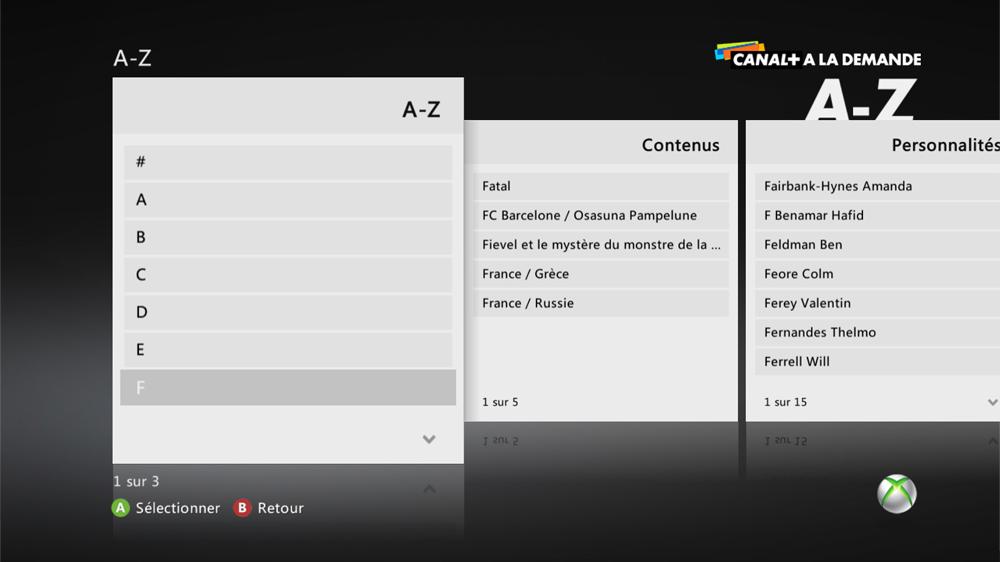 A-Z
CANAL+ A LA DEMANDE
A-Z
A-Z
#
A
B
C
D
E
F
1 sur 3
A Sélectionner B Retour
Contenus
Fatal
FC Barcelone / Osasuna Pampelune
Fievel et le mystère du monstre de la ...
France / Grèce
France / Russie
1 sur 5
Personnalités
Fairbank-Hynes Amanda
F Benamar Hafid
Feldman Ben
Feore Colm
Ferey Valentin
Fernandes Thelmo
Ferrell Will
1 sur 15